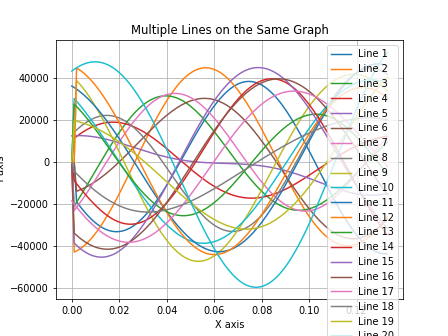 Multiple Lines on the Same Graph
40000
20000
0
−20000
−40000
−60000
0.00
0.02
0.04
0.06
0.08
0.10
X axis
Line 1
Line 2
Line 3
Line 4
Line 5
Line 6
Line 7
Line 8
Line 9
Line 10
Line 11
Line 12
Line 13
Line 14
Line 15
Line 16
Line 17
Line 18
Line 19
Line 20